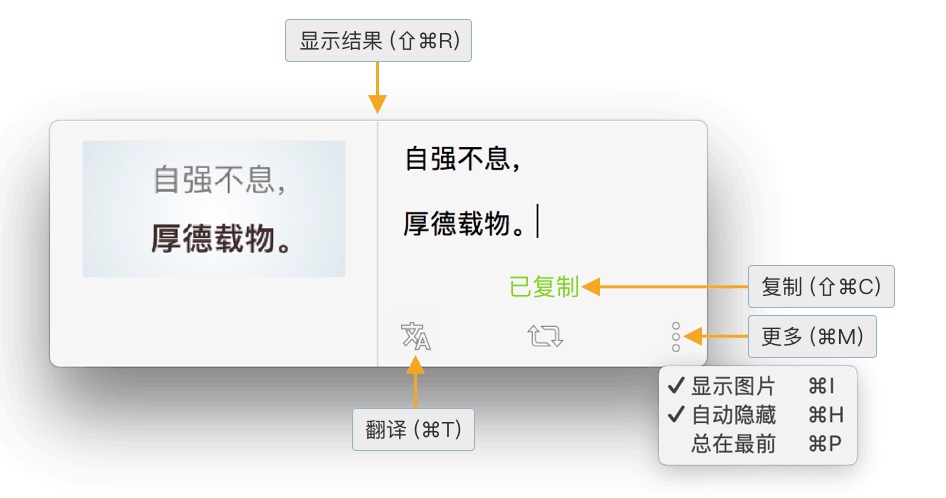 显示结果 (⇧⌘R)
自强不息，
厚德载物。
自强不息，
厚德载物。
已复制
复制 (⇧⌘C)
文A
更多 (⌘M)
翻译 (⌘T)
✓ 显示图片 ⌘I
✓ 自动隐藏 ⌘H
总在最前 ⌘P